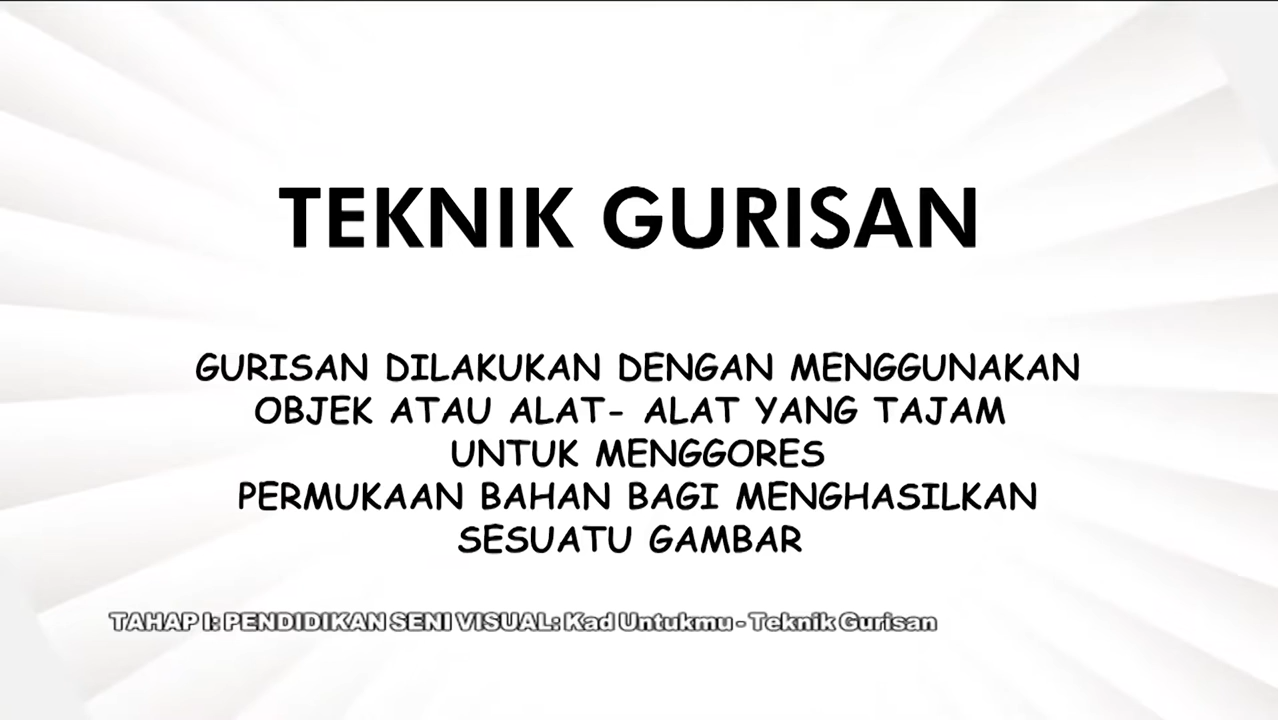 TEKNIK GURISAN
GURISAN DILAKUKAN DENGAN MENGGUNAKAN
OBJEK ATAU ALAT- ALAT YANG TAJAM
UNTUK MENGGORES
PERMUKAAN BAHAN BAGI MENGHASILKAN
SESUATU GAMBAR
TAHAP I: PENDIDIKAN SENI VISUAL: Kad Untukmu - Teknik Gurisan